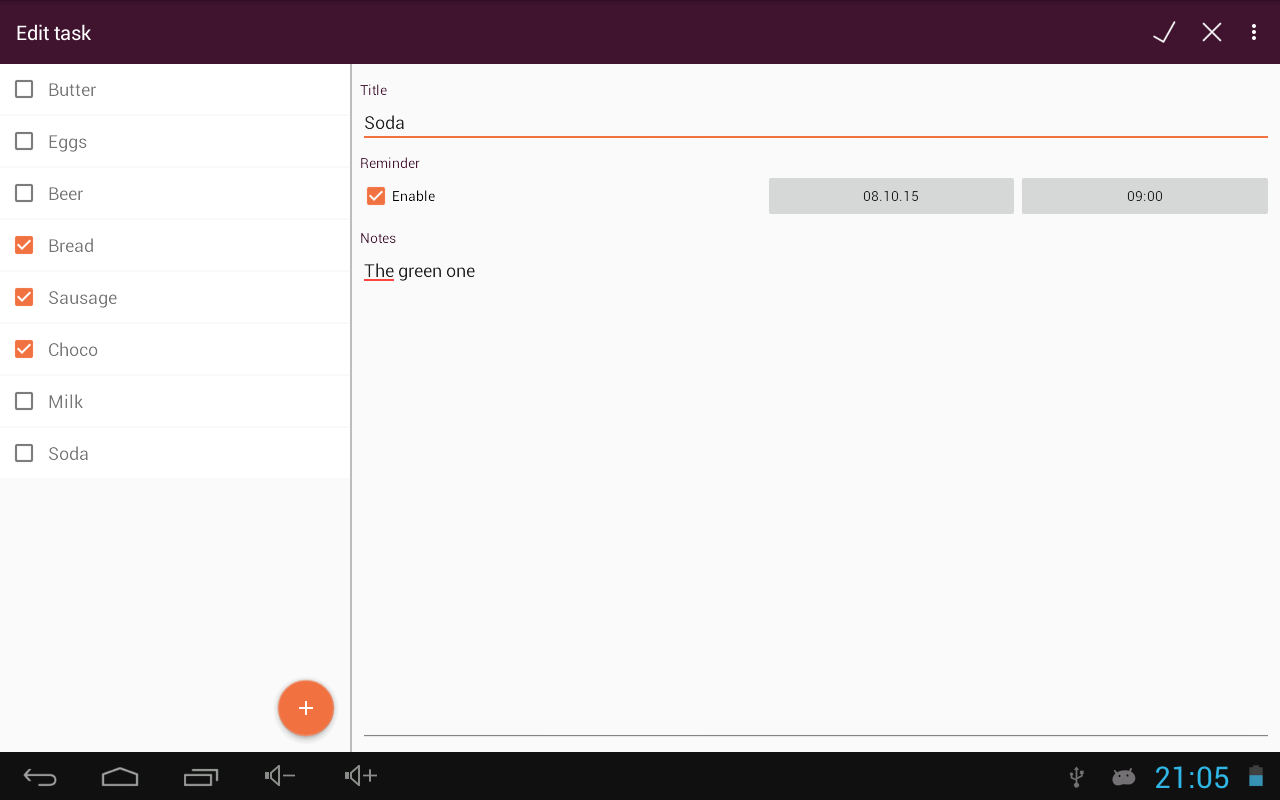 Edit task
Butter
Eggs
Beer
Bread
Sausage
Choco
Milk
Soda
Title
Soda
Reminder
Enable
08.10.15
09:00
Notes
The green one
21:05